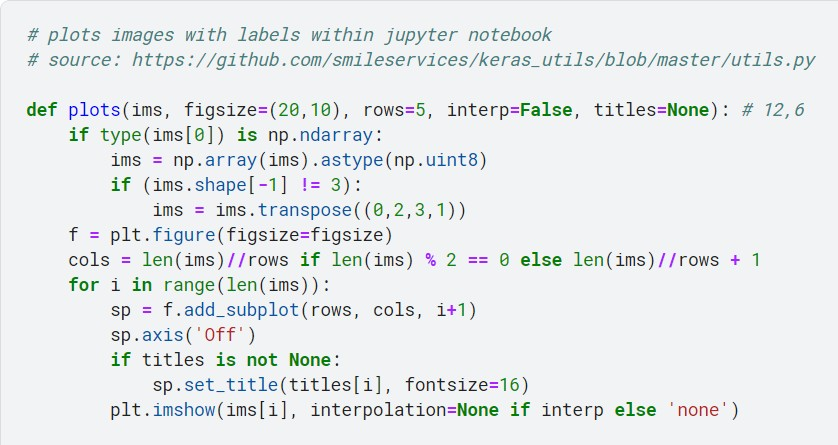 # plots images with labels within jupyter notebook
# source: https://github.com/smileservices/keras_utils/blob/master/utils.py

def plots(ims, figsize=(20,10), rows=5, interp=False, titles=None): # 12,6
    if type(ims[0]) is np.ndarray:
        ims = np.array(ims).astype(np.uint8)
        if (ims.shape[-1] != 3):
            ims = ims.transpose((0,2,3,1))
    f = plt.figure(figsize=figsize)
    cols = len(ims)//rows if len(ims) % 2 == 0 else len(ims)//rows + 1
    for i in range(len(ims)):
        sp = f.add_subplot(rows, cols, i+1)
        sp.axis('Off')
        if titles is not None:
            sp.set_title(titles[i], fontsize=16)
        plt.imshow(ims[i], interpolation=None if interp else 'none')